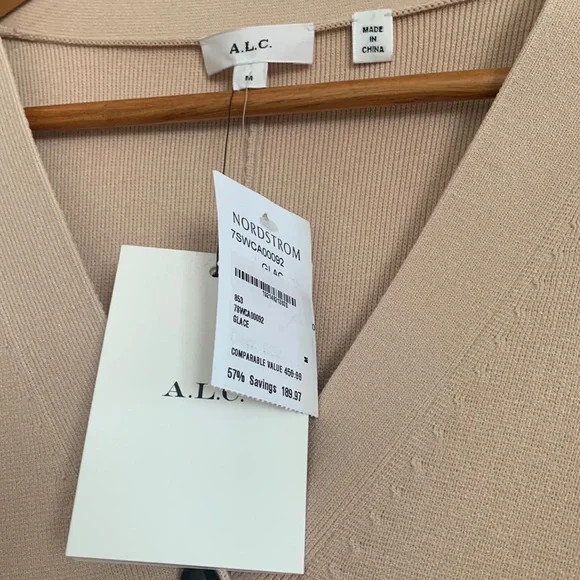 A.L.C.
M
MADE
IN
CHINA
NORDSTROM
7SWCA00092
GLAC
853
7SWCA00092
GLACE
M
COMPARABLE VALUE 450.00
57% Savings 189.97
A.L.C.